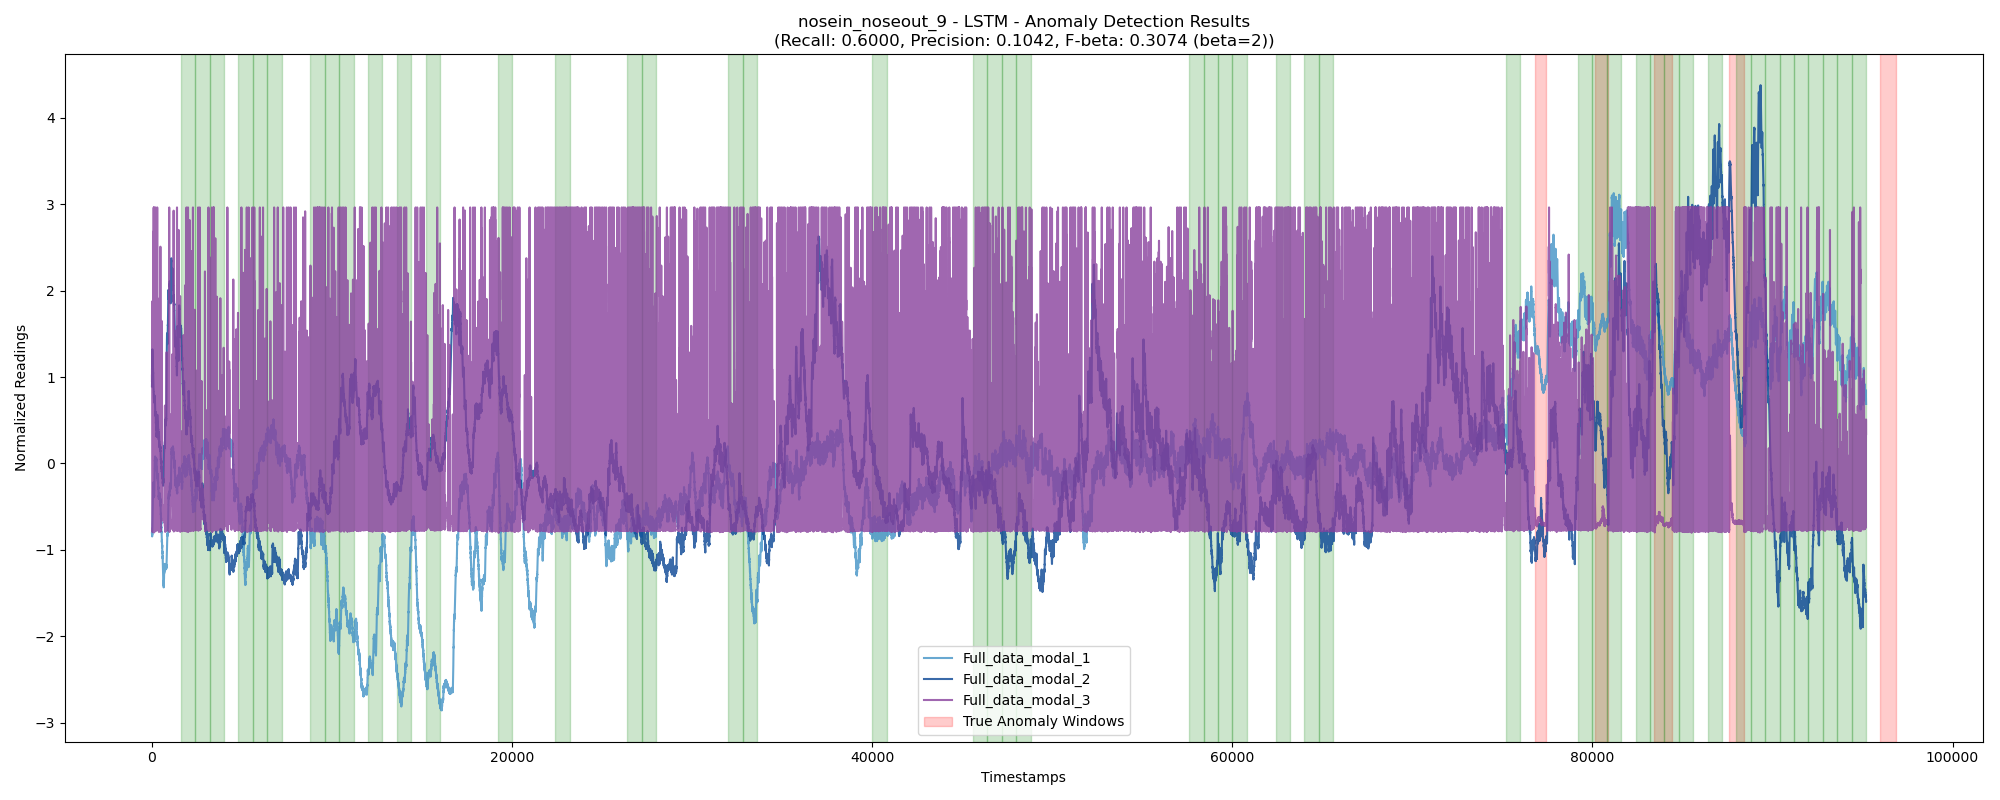 nosein_noseout_9 - LSTM - Anomaly Detection Results
(Recall: 0.6000, Precision: 0.1042, F-beta: 0.3074 (beta=2))
Normalized Readings
4
3
2
1
0
−1
−2
−3
Full_data_modal_1
Full_data_modal_2
Full_data_modal_3
True Anomaly Windows
0
20000
40000
60000
80000
100000
Timestamps